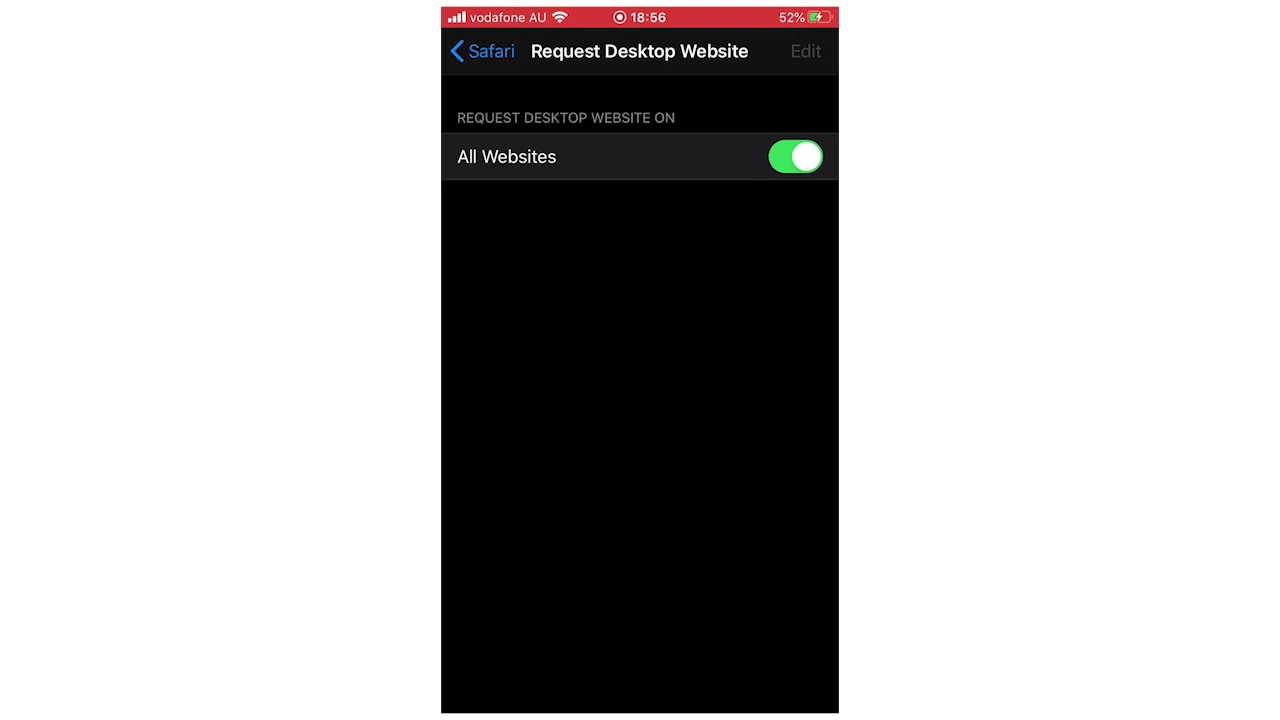 vodafone AU 18:56 52%
Safari Request Desktop Website Edit
REQUEST DESKTOP WEBSITE ON
All Websites